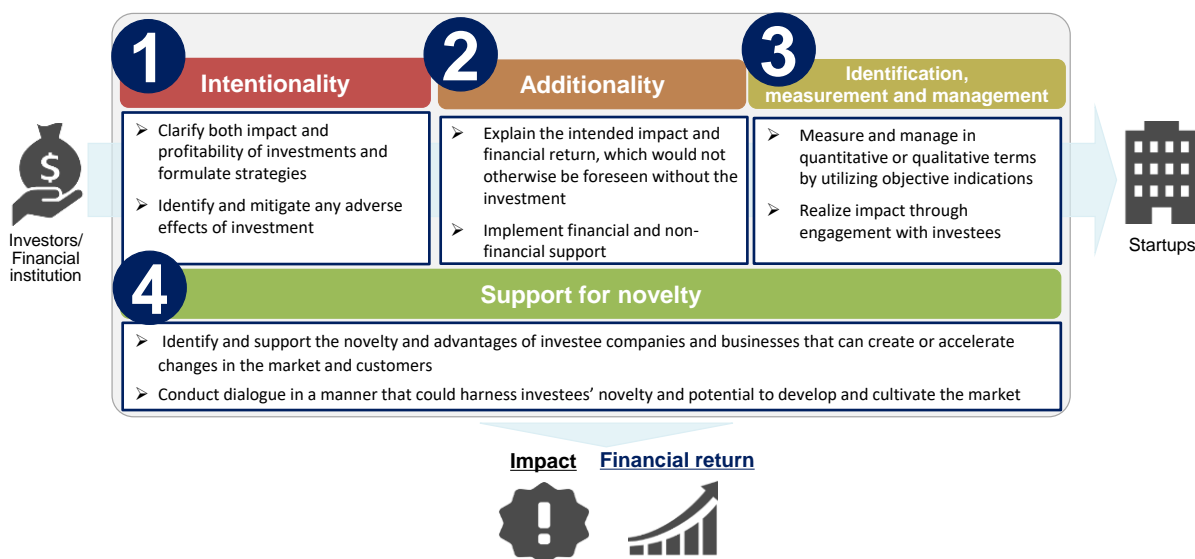 1
Intentionality
➢ Clarify both impact and
profitability of investments and
formulate strategies
➢ Identify and mitigate any adverse
effects of investment
2
Additionality
➢ Explain the intended impact and
financial return, which would not
otherwise be foreseen without the
investment
➢ Implement financial and non-
financial support
3
Identification,
measurement and management
➢ Measure and manage in
quantitative or qualitative terms
by utilizing objective indications
➢ Realize impact through
engagement with investees
$
Investors/
Financial
institution
Startups
4
Support for novelty
➢ Identify and support the novelty and advantages of investee companies and businesses that can create or accelerate
changes in the market and customers
➢ Conduct dialogue in a manner that could harness investees’ novelty and potential to develop and cultivate the market
Impact
Financial return
!